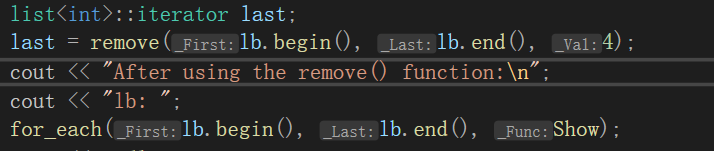 list<int>::iterator last;
last = remove(_First:lb.begin(), _Last:lb.end(), _Val:4);
cout << "After using the remove() function:\n";
cout << "lb: ";
for_each(_First:lb.begin(), _Last:lb.end(), _Func:Show);